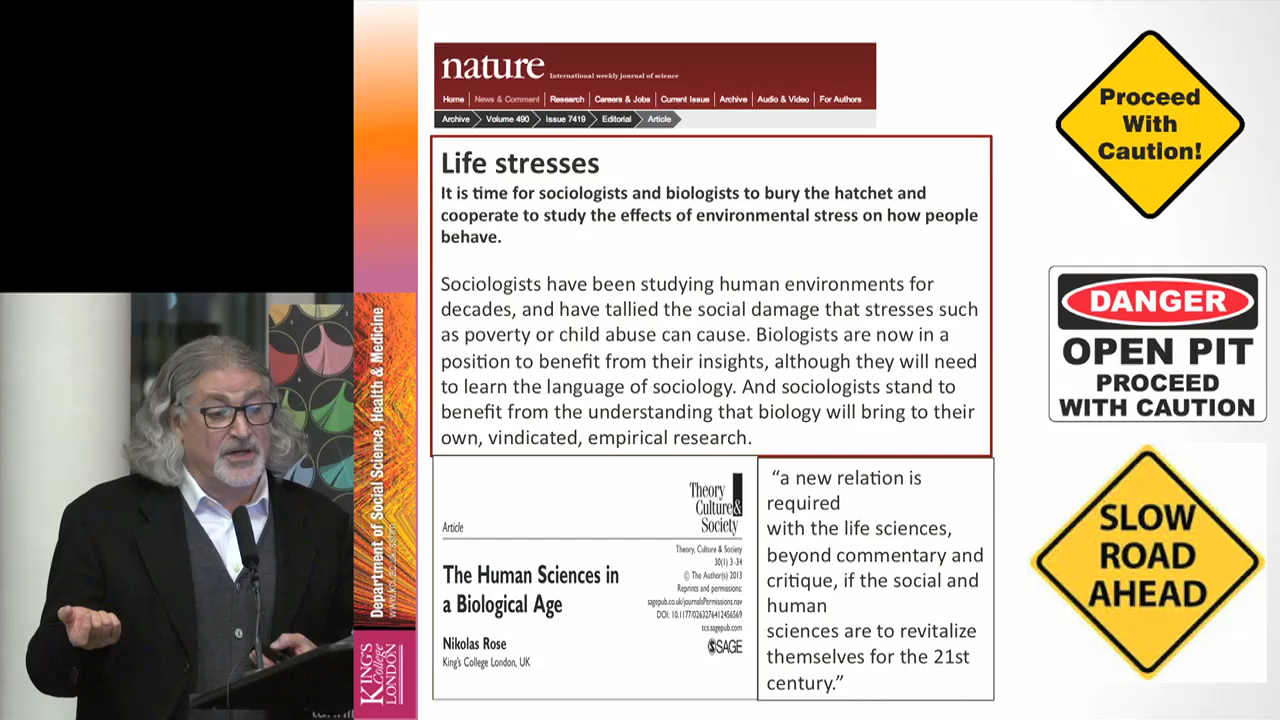 nature International weekly journal of science
Home | News & Comment | Research | Careers & Jobs | Current Issue | Archive | Audio & Video | For Authors
Archive Volume 490 Issue 7419 Editorial Article
Life stresses
It is time for sociologists and biologists to bury the hatchet and
cooperate to study the effects of environmental stress on how people
behave.
Sociologists have been studying human environments for
decades, and have tallied the social damage that stresses such
as poverty or child abuse can cause. Biologists are now in a
position to benefit from their insights, although they will need
to learn the language of sociology. And sociologists stand to
benefit from the understanding that biology will bring to their
own, vindicated, empirical research.
Article
Theory
Culture &
Society
Theory, Culture & Society
30(1) 3-34
© The Author(s) 2013
Reprints and permissions:
sagepub.co.uk/journalsPermissions.nav
DOI: 10.1177/0263276412456569
tcs.sagepub.com
SAGE
The Human Sciences in
a Biological Age
Nikolas Rose
King's College London, UK
“a new relation is
required
with the life sciences,
beyond commentary and
critique, if the social and
human
sciences are to revitalize
themselves for the 21st
century.”
Proceed
With
Caution!
DANGER
OPEN PIT
PROCEED
WITH CAUTION
SLOW
ROAD
AHEAD
Department of Social Science, Health & Medicine
KING'S
College
LONDON